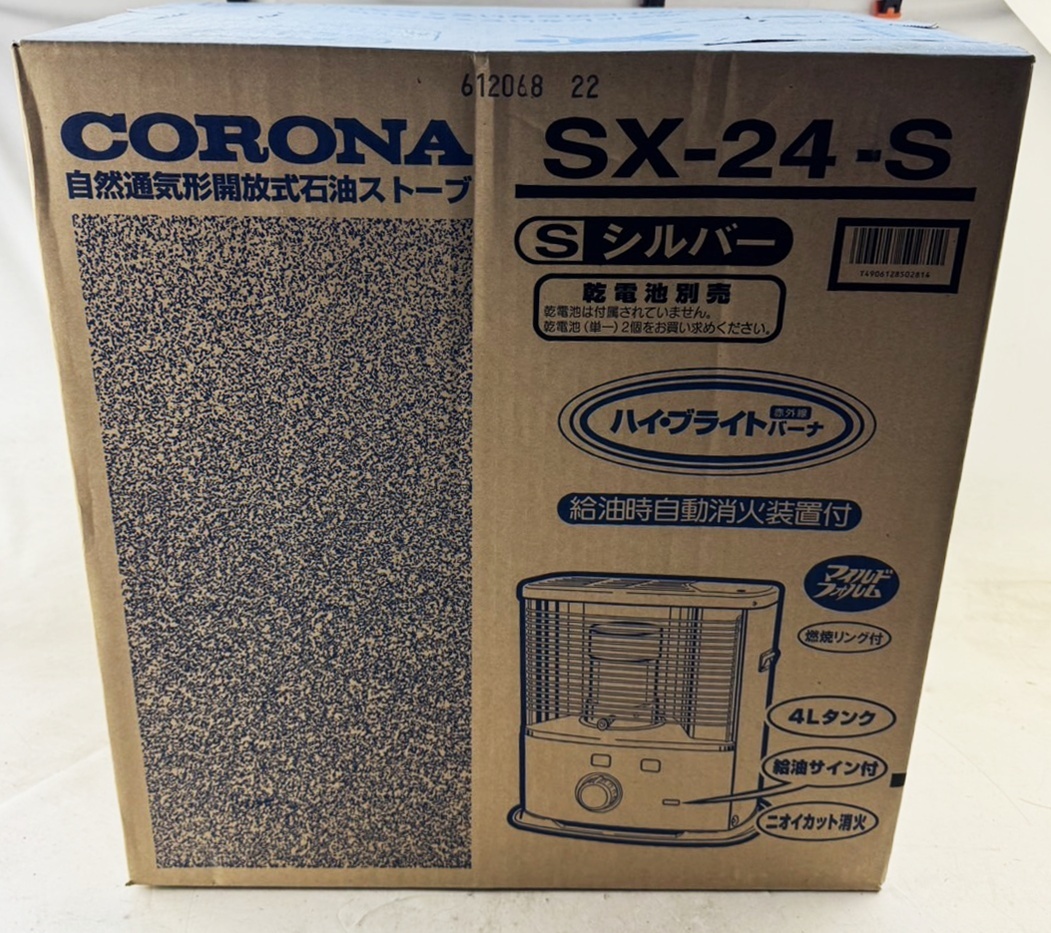 612068 22
CORONA
自然通気形開放式石油ストーブ
SX-24-S
S シルバー
74906128502816
乾電池別売
乾電池は付属されていません。
乾電池(単一)2個をお買い求めください。
ハイ・ブライト赤外線バーナ
給油時自動消火装置付
マイルド
フォルム
燃焼リング付
4Lタンク
給油サイン付
ニオイカット消火